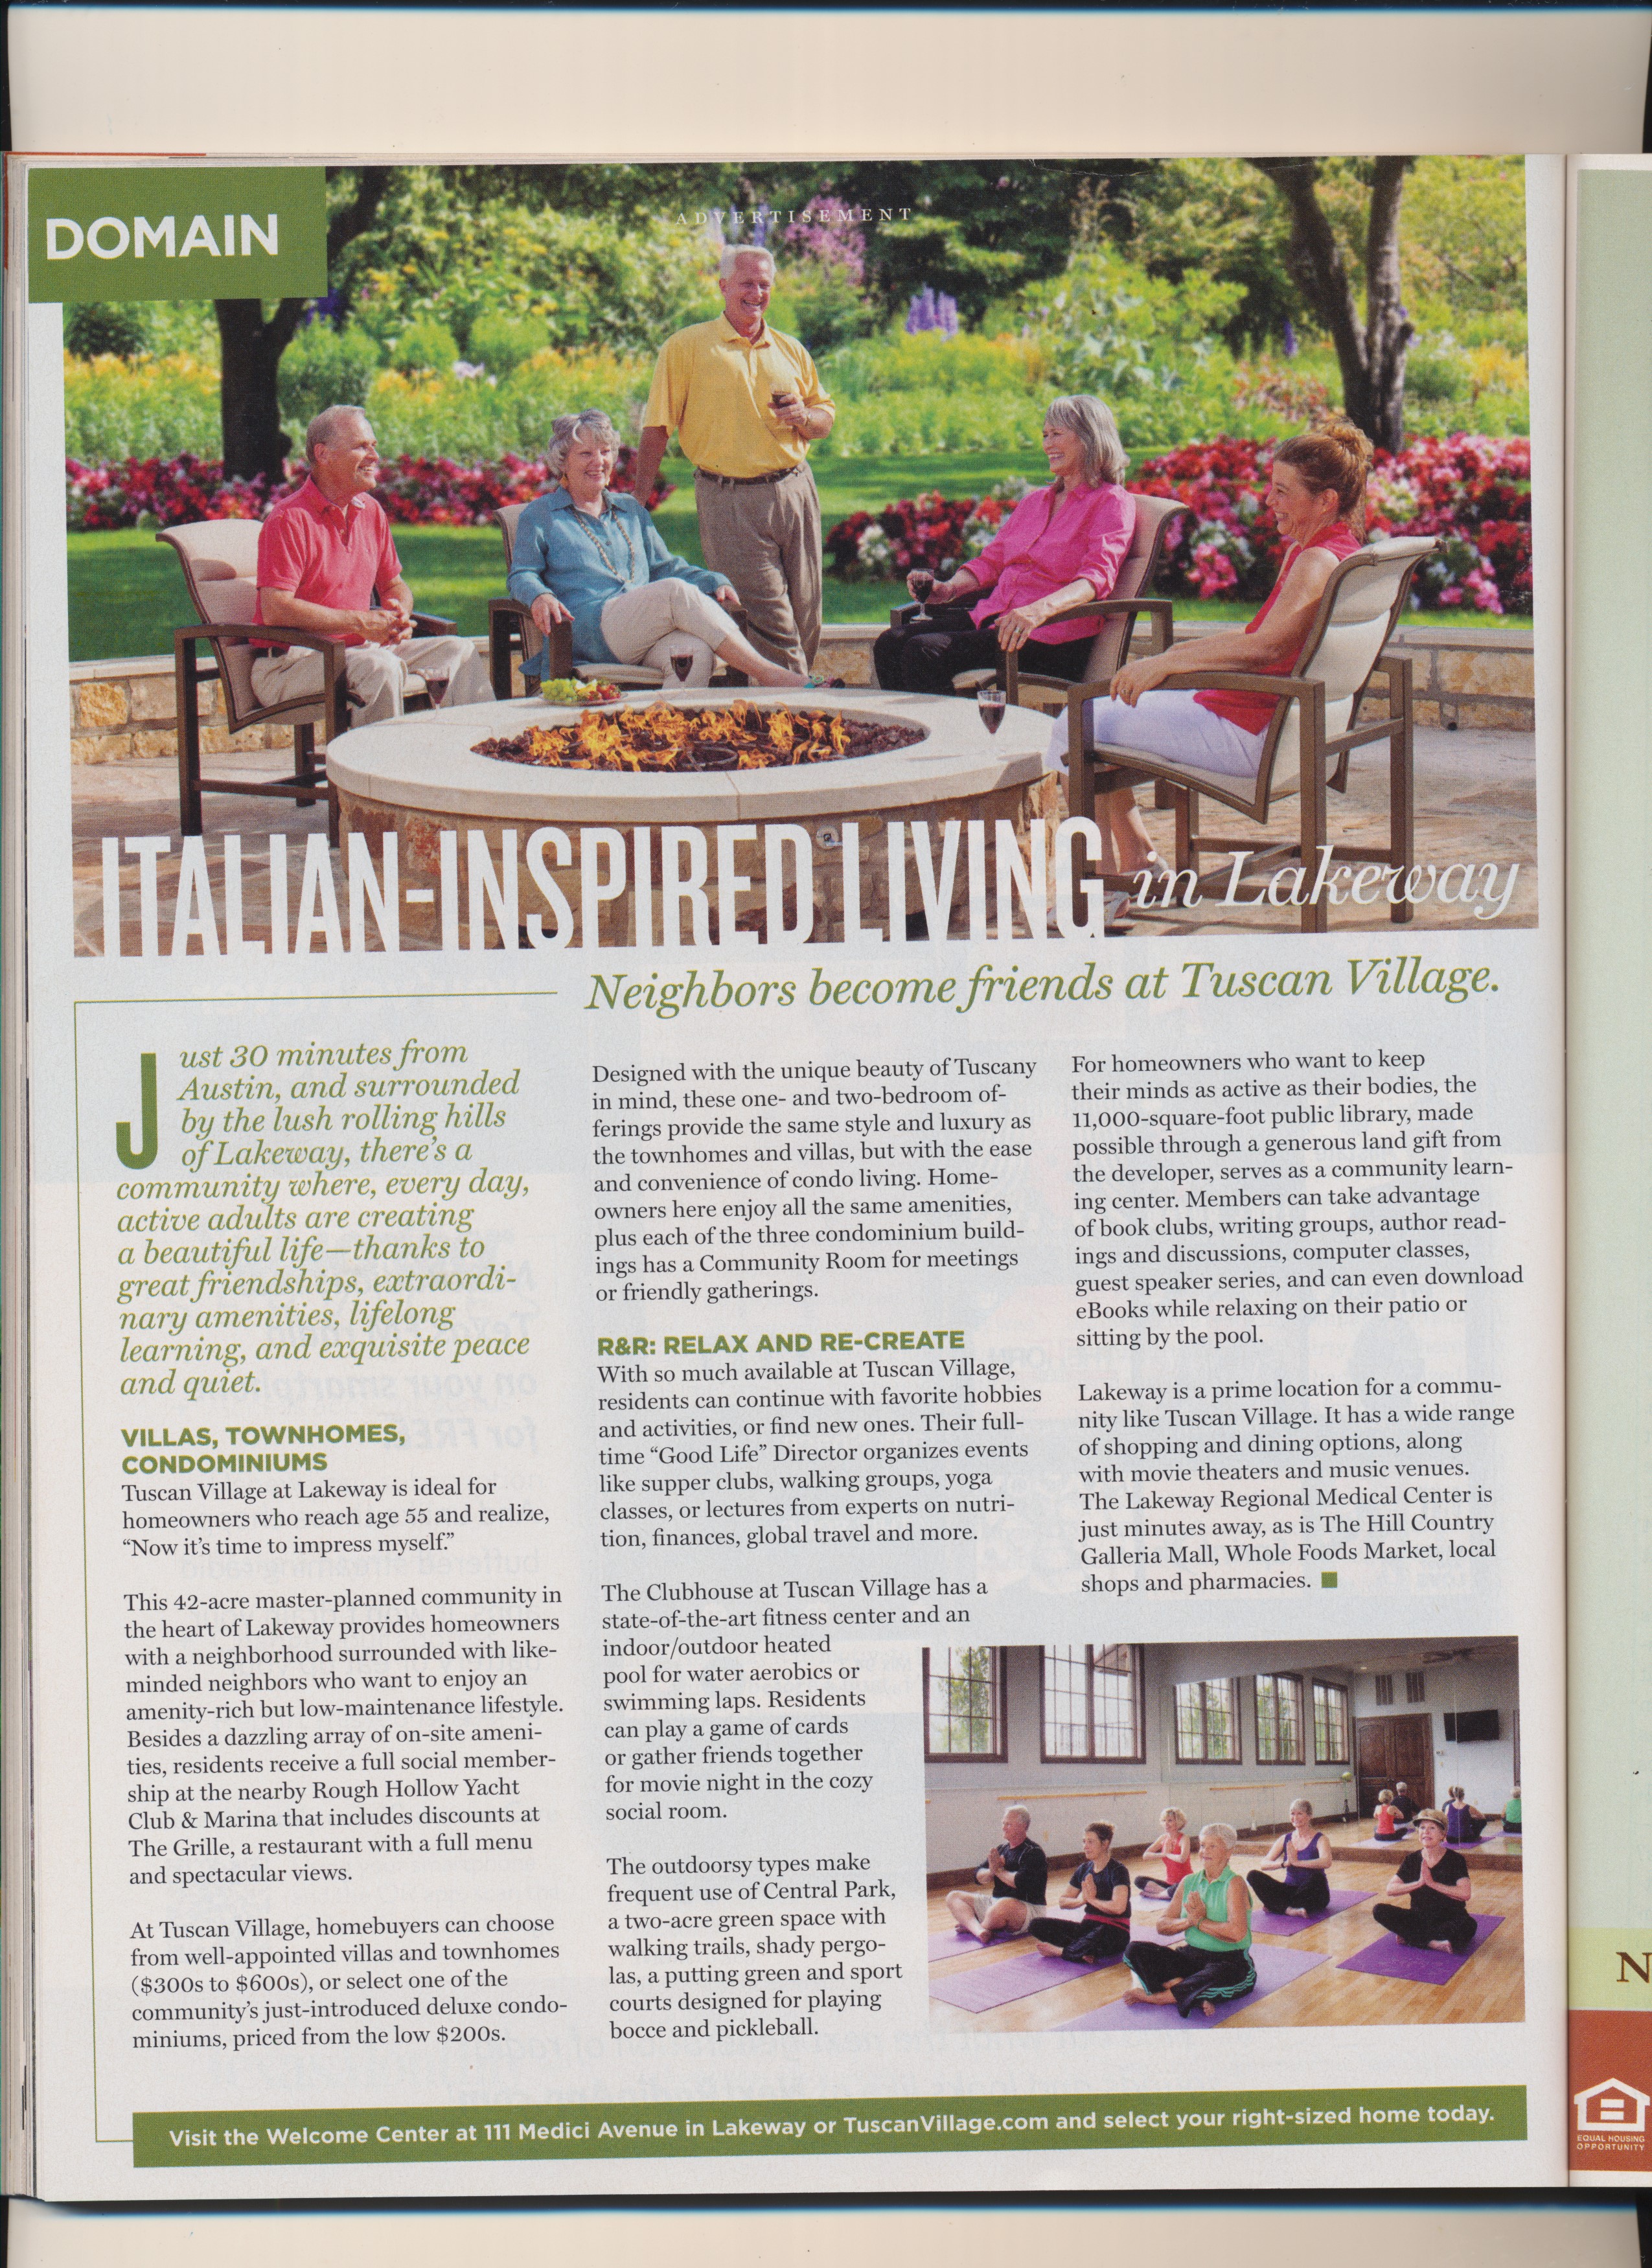 DOMAIN
ADVERTISEMENT
ITALIAN-INSPIRED LIVING in Lakeway
Neighbors become friends at Tuscan Village.
Just 30 minutes from
Austin, and surrounded
by the lush rolling hills
of Lakeway, there's a
community where, every day,
active adults are creating
a beautiful life—thanks to
great friendships, extraordi-
nary amenities, lifelong
learning, and exquisite peace
and quiet.
VILLAS, TOWNHOMES,
CONDOMINIUMS
Tuscan Village at Lakeway is ideal for
homeowners who reach age 55 and realize,
"Now it's time to impress myself."
This 42-acre master-planned community in
the heart of Lakeway provides homeowners
with a neighborhood surrounded with like-
minded neighbors who want to enjoy an
amenity-rich but low-maintenance lifestyle.
Besides a dazzling array of on-site ameni-
ties, residents receive a full social member-
ship at the nearby Rough Hollow Yacht
Club & Marina that includes discounts at
The Grille, a restaurant with a full menu
and spectacular views.
At Tuscan Village, homebuyers can choose
from well-appointed villas and townhomes
($300s to $600s), or select one of the
community's just-introduced deluxe condo-
miniums, priced from the low $200s.
Designed with the unique beauty of Tuscany
in mind, these one- and two-bedroom of-
ferings provide the same style and luxury as
the townhomes and villas, but with the ease
and convenience of condo living. Home-
owners here enjoy all the same amenities,
plus each of the three condominium build-
ings has a Community Room for meetings
or friendly gatherings.
R&R: RELAX AND RE-CREATE
With so much available at Tuscan Village,
residents can continue with favorite hobbies
and activities, or find new ones. Their full-
time "Good Life" Director organizes events
like supper clubs, walking groups, yoga
classes, or lectures from experts on nutri-
tion, finances, global travel and more.
The Clubhouse at Tuscan Village has a
state-of-the-art fitness center and an
indoor/outdoor heated
pool for water aerobics or
swimming laps. Residents
can play a game of cards
or gather friends together
for movie night in the cozy
social room.
The outdoorsy types make
frequent use of Central Park,
a two-acre green space with
walking trails, shady pergo-
las, a putting green and sport
courts designed for playing
bocce and pickleball.
For homeowners who want to keep
their minds as active as their bodies, the
11,000-square-foot public library, made
possible through a generous land gift from
the developer, serves as a community learn-
ing center. Members can take advantage
of book clubs, writing groups, author read-
ings and discussions, computer classes,
guest speaker series, and can even download
eBooks while relaxing on their patio or
sitting by the pool.
Lakeway is a prime location for a commu-
nity like Tuscan Village. It has a wide range
of shopping and dining options, along
with movie theaters and music venues.
The Lakeway Regional Medical Center is
just minutes away, as is The Hill Country
Galleria Mall, Whole Foods Market, local
shops and pharmacies.
Visit the Welcome Center at 111 Medici Avenue in Lakeway or TuscanVillage.com and select your right-sized home today.
N
EQUAL HOUSING
OPPORTUNITY